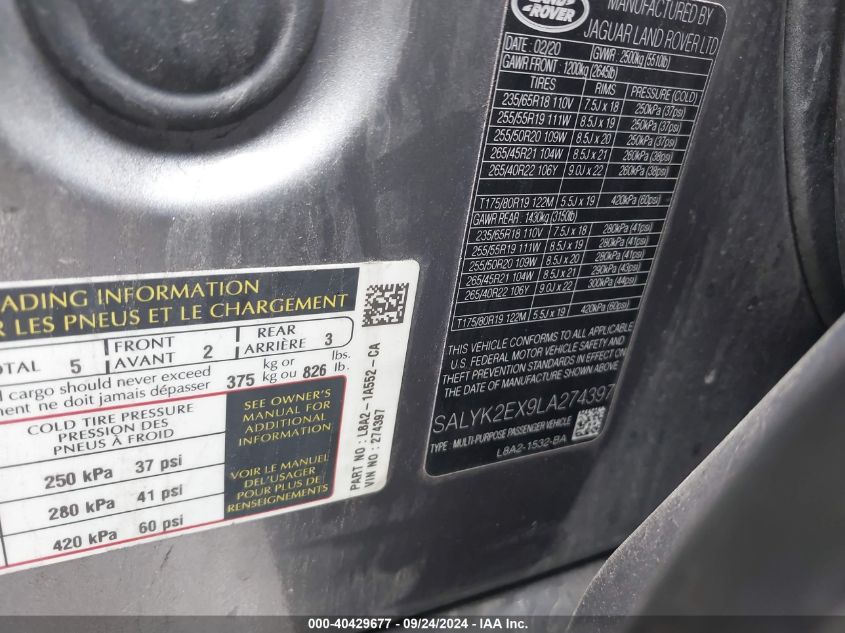 LAND
ROVER
MANUFACTURED BY
JAGUAR LAND ROVER LTD
DATE: 02/20 GVWR: 2500kg (5510lb)
GAWR FRONT: 1200kg (2645lb)
TIRES RIMS PRESSURE (COLD)
235/65R18 110V 7.5J x 18 250kPa (37psi)
255/55R19 111W 8.5J x 19 250kPa (37psi)
255/50R20 109W 8.5J x 20 250kPa (37psi)
265/45R21 104W 8.5J x 21 260kPa (38psi)
265/40R22 106Y 9.0J x 22 260kPa (38psi)
T175/80R19 122M 5.5J x 19 420kPa (60psi)
GAWR REAR: 1430kg (3150lb)
235/65R18 110V 7.5J x 18 280kPa (41psi)
255/55R19 111W 8.5J x 19 280kPa (41psi)
255/50R20 109W 8.5J x 20 280kPa (41psi)
265/45R21 104W 8.5J x 21 290kPa (43psi)
265/40R22 106Y 9.0J x 22 300kPa (44psi)
T175/80R19 122M 5.5J x 19 420kPa (60psi)
THIS VEHICLE CONFORMS TO ALL APPLICABLE
U.S. FEDERAL MOTOR VEHICLE SAFETY AND
THEFT PREVENTION STANDARDS IN EFFECT ON
THE DATE OF MANUFACTURE SHOWN ABOVE
SALYK2EX9LA274397
TYPE: MULTI-PURPOSE PASSENGER VEHICLE
L8A2-1532-BA
ADING INFORMATION
R LES PNEUS ET LE CHARGEMENT
OTAL 5 FRONT AVANT 2 REAR ARRIÈRE 3
cargo should never exceed
ment ne doit jamais dépasser 375 kg or kg ou 826 lbs. lb.
COLD TIRE PRESSURE
PRESSION DES
PNEUS À FROID
250 kPa 37 psi
280 kPa 41 psi
420 kPa 60 psi
SEE OWNER'S
MANUAL FOR
ADDITIONAL
INFORMATION
VOIR LE MANUEL
DE L'USAGER
POUR PLUS DE
RENSEIGNEMENTS
PART NO : L8A2-1A552-CA
VIN NO : 274397
000-40429677 - 09/24/2024 - IAAI.COM